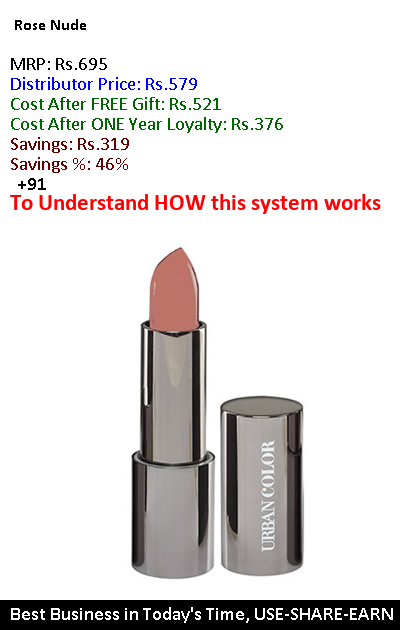 Rose Nude
MRP: Rs.695
Distributor Price: Rs.579
Cost After FREE Gift: Rs.521
Cost After ONE Year Loyalty: Rs.376
Savings: Rs.319
Savings %: 46%
+91
To Understand HOW this system works
URBAN COLOR
Best Business in Today's Time, USE-SHARE-EARN